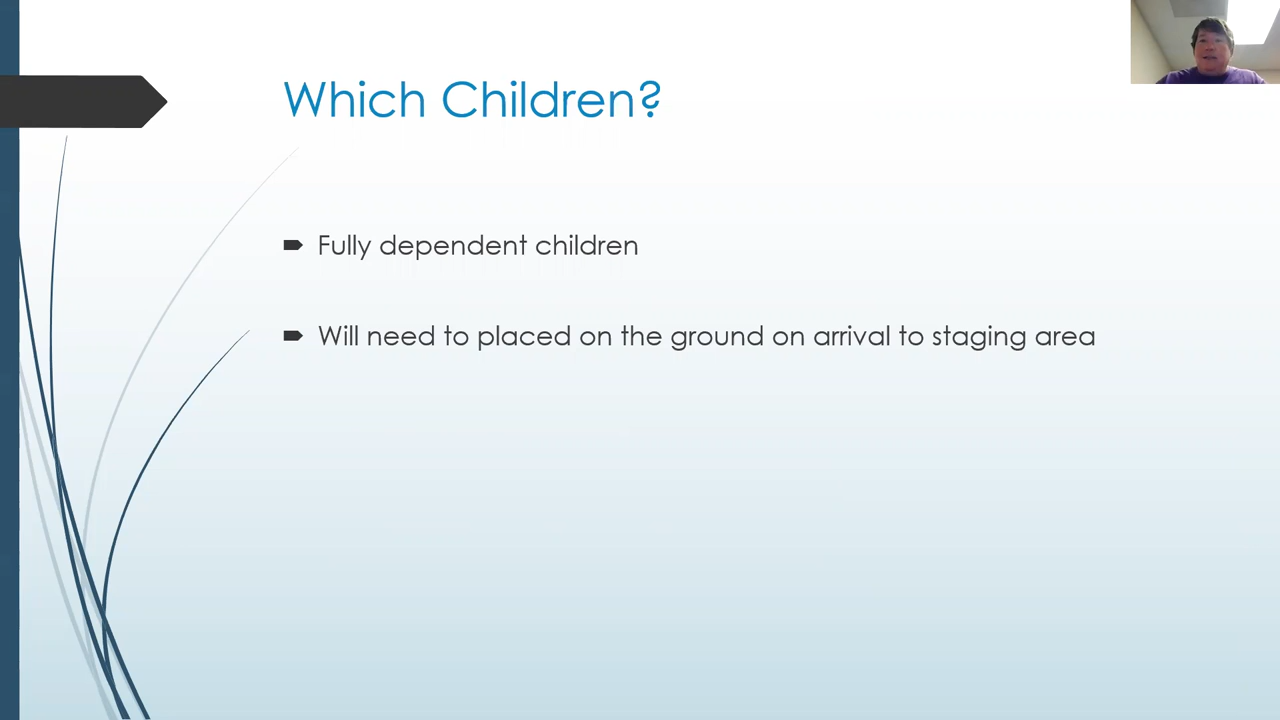 Which Children?
Fully dependent children
Will need to placed on the ground on arrival to staging area